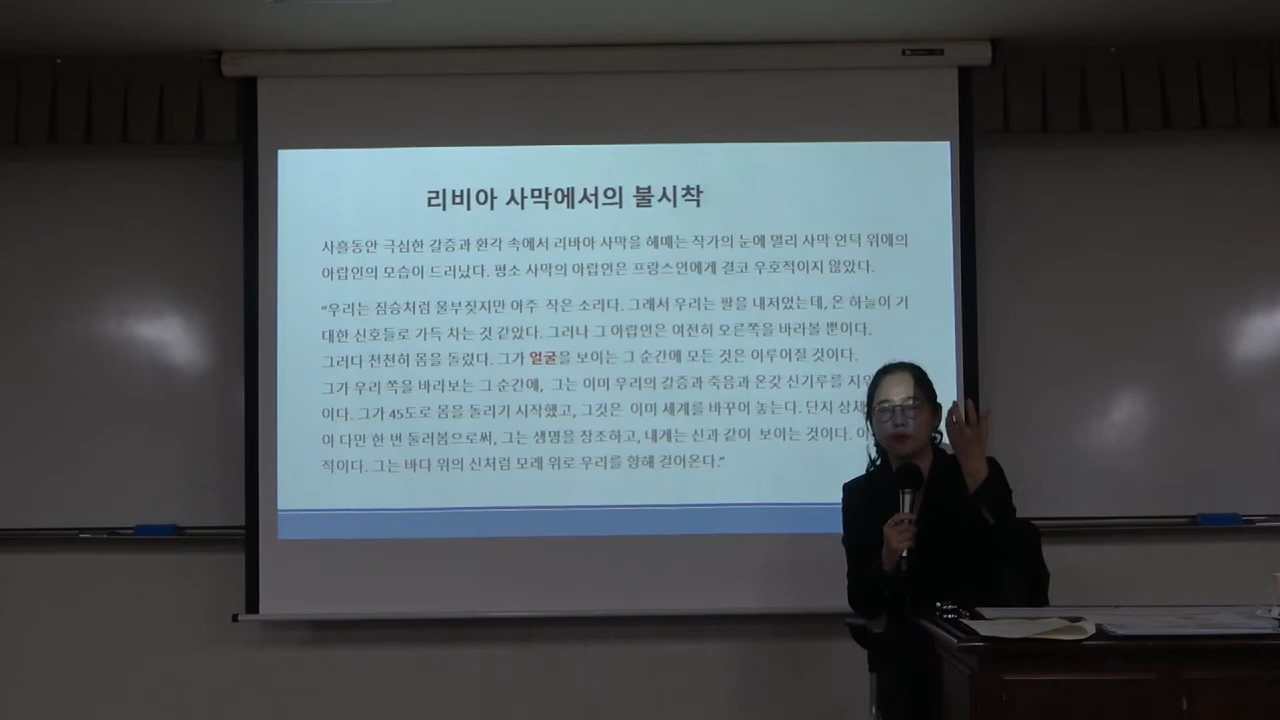 리비아 사막에서의 불시착
사흘동안 극심한 갈증과 환각 속에서 리바아 사막을 헤매는 작가의 눈에 멀리 사막 언덕 위에의
아랍인의 모습이 드러났다. 평소 사막의 아랍인은 프랑스인에게 결코 우호적이지 않았다.
“우리는 짐승처럼 울부짖지만 아주 작은 소리다. 그래서 우리는 팔을 내저었는데, 온 하늘이 거
대한 신호들로 가득 차는 것 같았다. 그러나 그 아랍인은 여전히 오른쪽을 바라볼 뿐이다.
그러다 천천히 몸을 돌렸다. 그가 얼굴을 보이는 그 순간에 모든 것은 이루어질 것이다.
그가 우리 쪽을 바라보는 그 순간에, 그는 이미 우리의 갈증과 죽음과 온갖 신기루를 지우
이다. 그가 45도로 몸을 돌리기 시작했고, 그것은 이미 세계를 바꾸어 놓는다. 단지 상체
이 다만 한 번 둘러봄으로써, 그는 생명을 창조하고, 내게는 신과 같이 보이는 것이다.
적이다. 그는 바다 위의 신처럼 모래 위로 우리를 향해 걸어온다.”